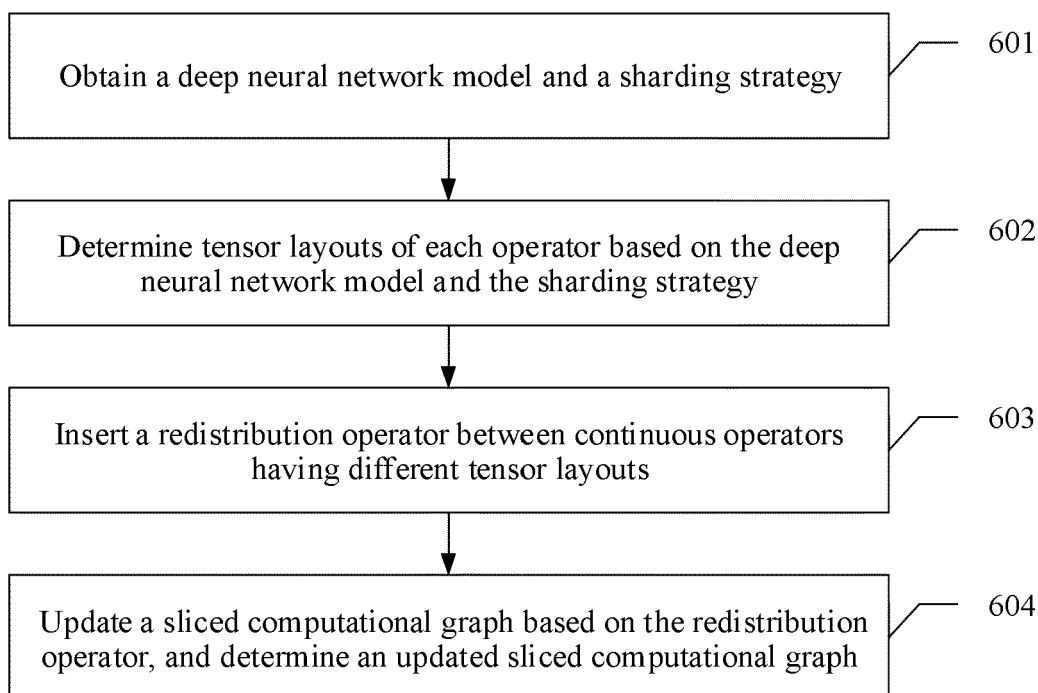 Obtain a deep neural network model and a sharding strategy
601
Determine tensor layouts of each operator based on the deep
neural network model and the sharding strategy
602
Insert a redistribution operator between continuous operators
having different tensor layouts
603
Update a sliced computational graph based on the redistribution
operator, and determine an updated sliced computational graph
604